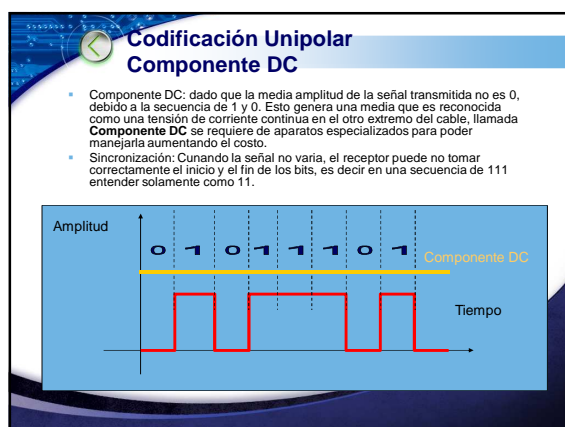 Codificación Unipolar
Componente DC
Componente DC: dado que la media amplitud de la señal transmitida no es 0,
debido a la secuencia de 1 y 0. Esto genera una media que es reconocida
como una tensión de corriente continua en el otro extremo del cable, llamada
Componente DC se requiere de aparatos especializados para poder
manejarla aumentando el costo.
Sincronización: Cunando la señal no varia, el receptor puede no tomar
correctamente el inicio y el fin de los bits, es decir en una secuencia de 111
entender solamente como 11.
Amplitud
0 1 0 1 1 1 0 1
Componente DC
Tiempo